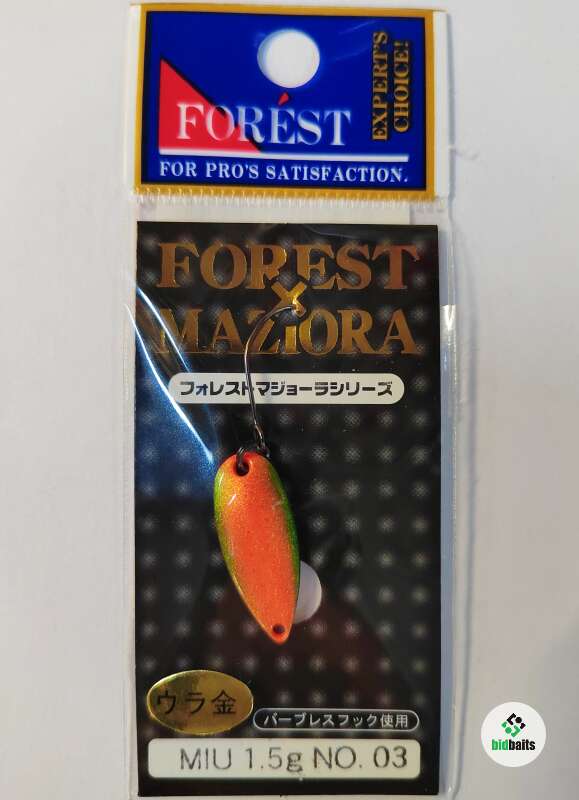 FORÉST
EXPERT'S
CHOICE!
FOR PRO'S SATISFACTION.
FOREST
×
MAZIORA
フォレストマジョーラシリーズ
ウラ金
バーブレスフック使用
MIU 1.5g NO. 03
bidbaits